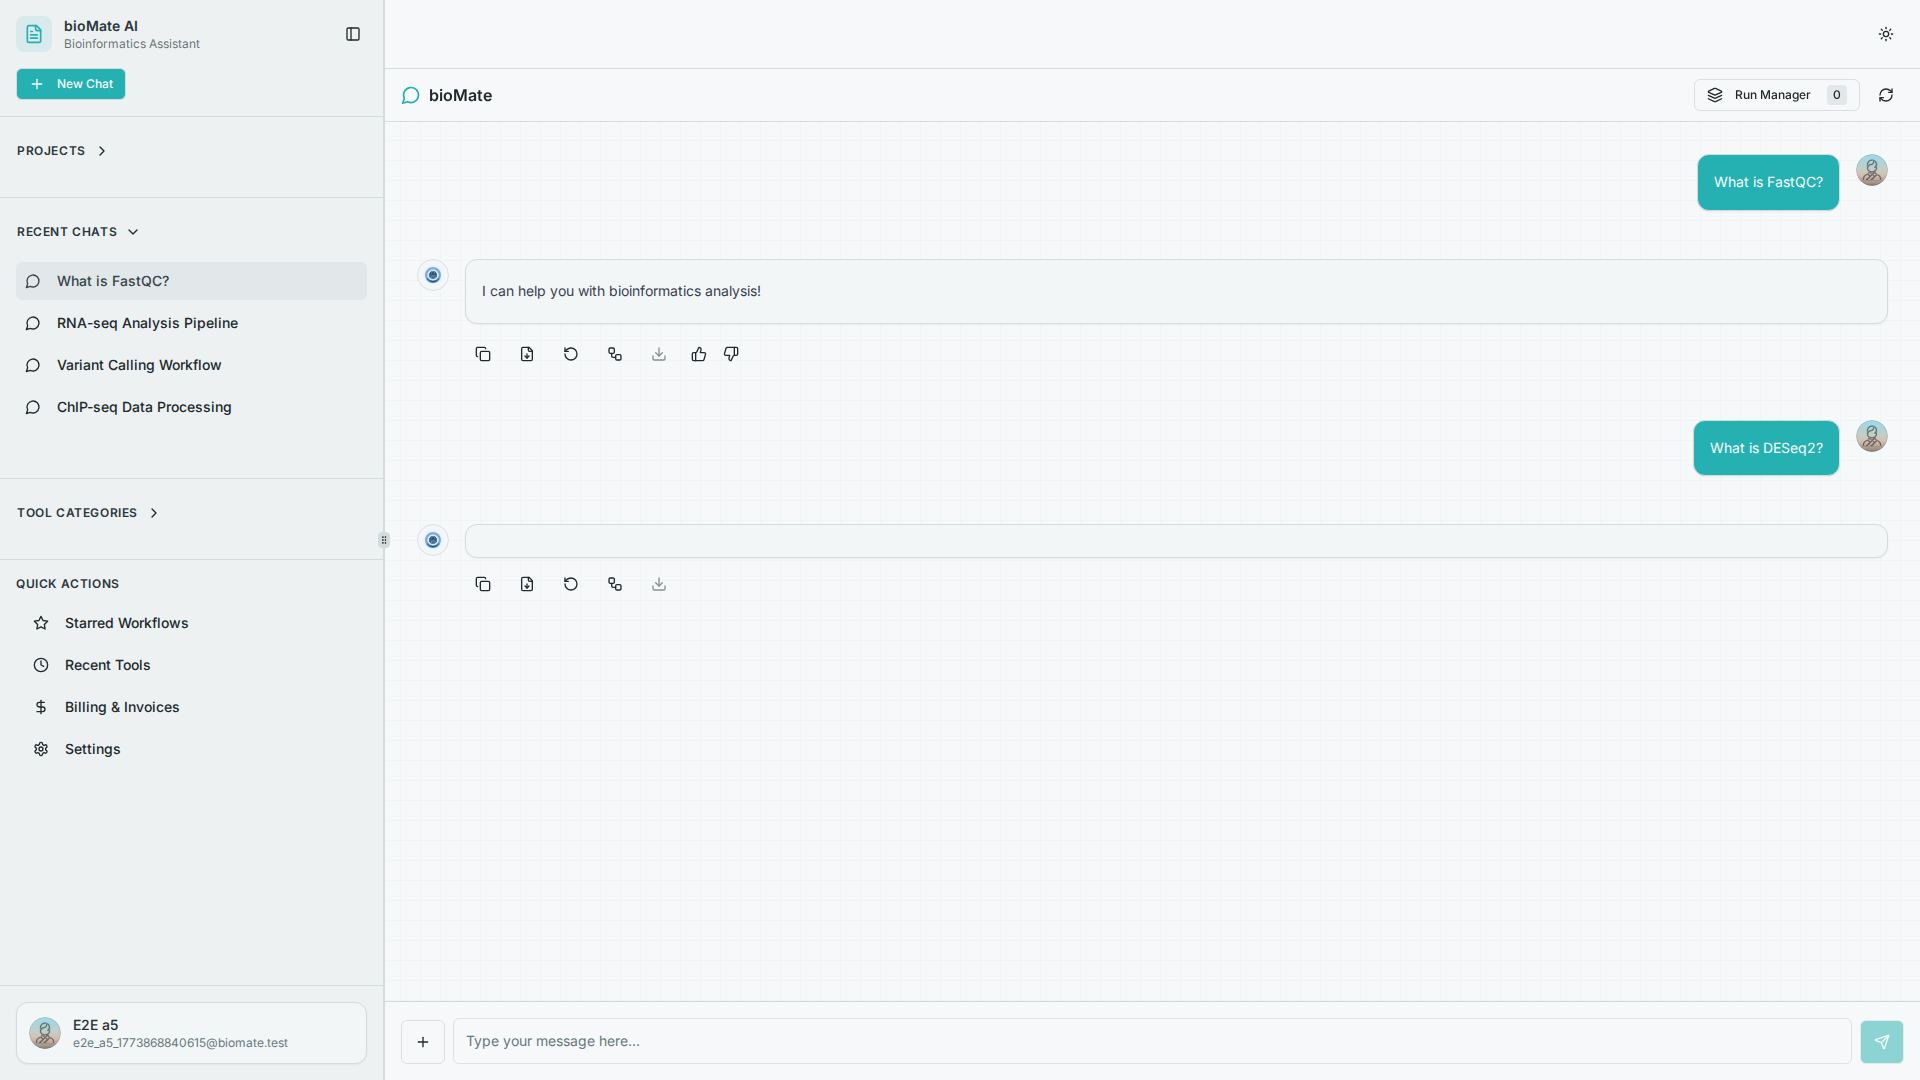 bioMate AI
Bioinformatics Assistant
New Chat
PROJECTS
RECENT CHATS
What is FastQC?
RNA-seq Analysis Pipeline
Variant Calling Workflow
ChIP-seq Data Processing
TOOL CATEGORIES
QUICK ACTIONS
Starred Workflows
Recent Tools
Billing & Invoices
Settings
E2E a5
e2e_a5_1773868840615@biomate.test
bioMate
Run Manager 0
What is FastQC?
I can help you with bioinformatics analysis!
What is DESeq2?
Type your message here...